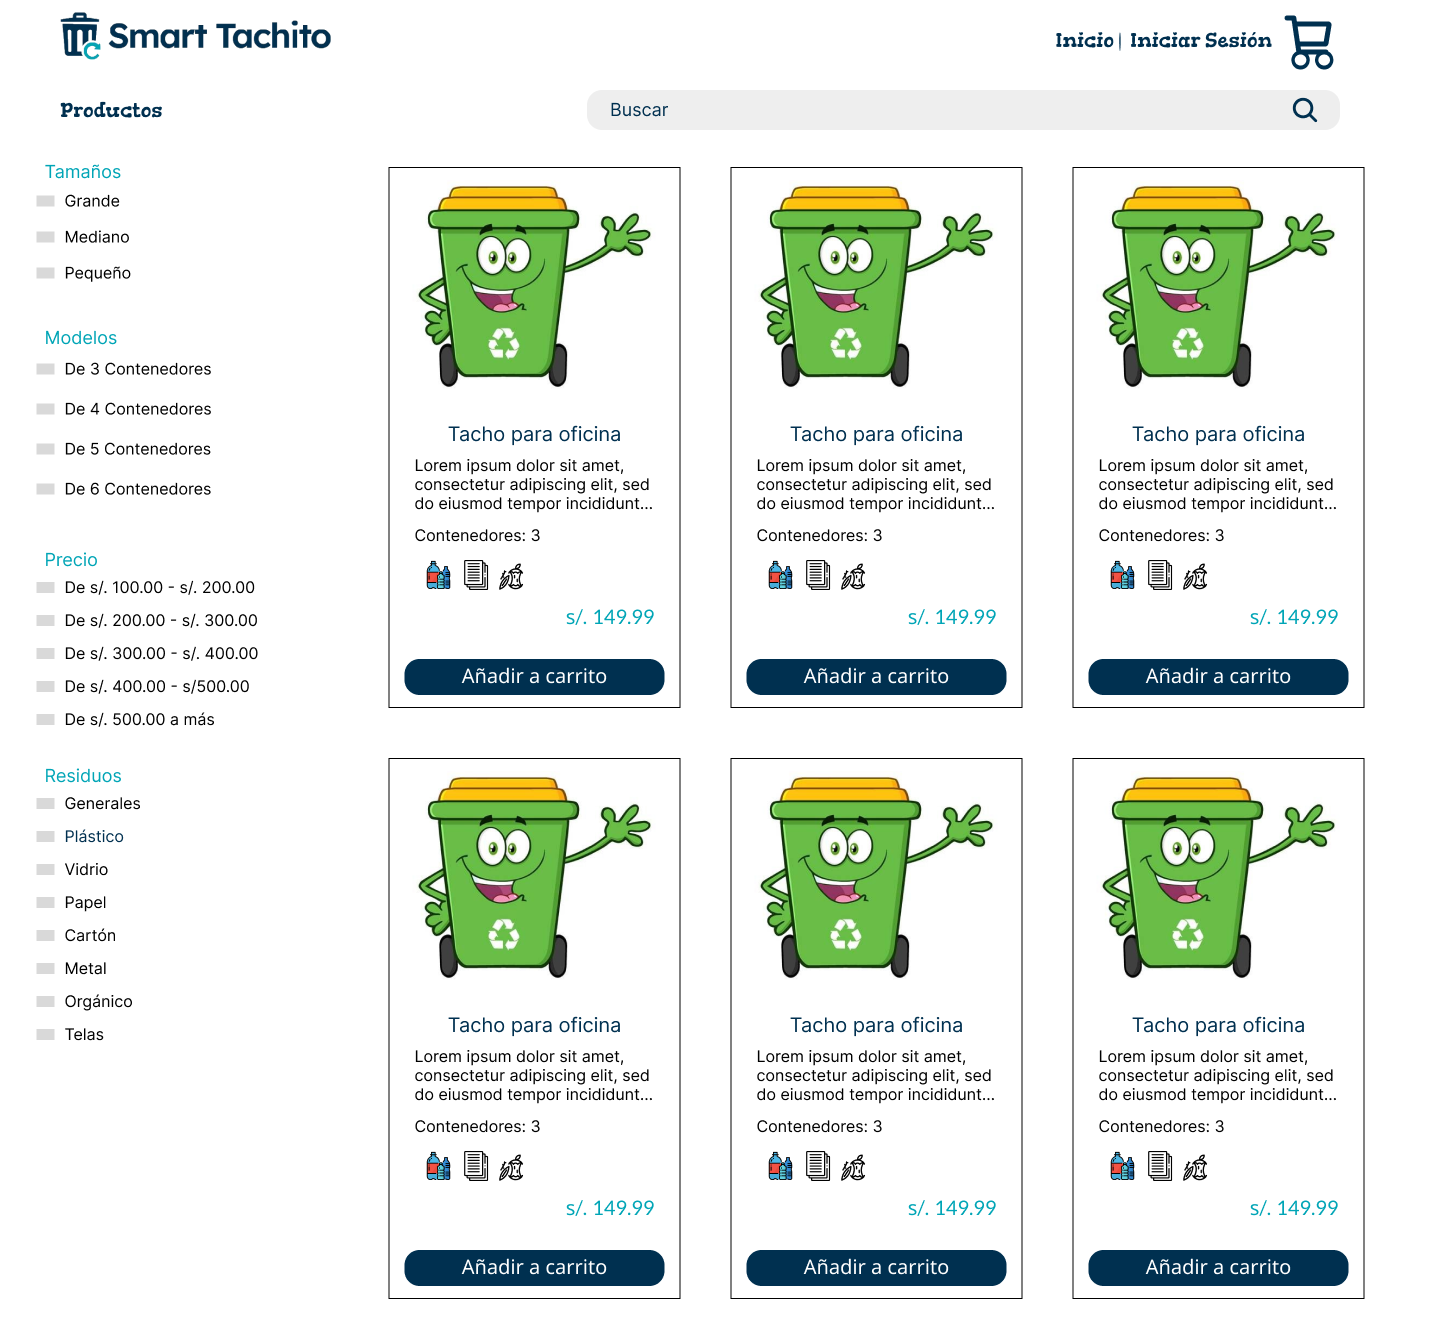 Smart Tachito
Inicio | Iniciar Sesión
Productos
Buscar
Tamaños
Grande
Mediano
Pequeño
Modelos
De 3 Contenedores
De 4 Contenedores
De 5 Contenedores
De 6 Contenedores
Precio
De s/. 100.00 - s/. 200.00
De s/. 200.00 - s/. 300.00
De s/. 300.00 - s/. 400.00
De s/. 400.00 - s/500.00
De s/. 500.00 a más
Residuos
Generales
Plástico
Vidrio
Papel
Cartón
Metal
Orgánico
Telas
Tacho para oficina
Lorem ipsum dolor sit amet,
consectetur adipiscing elit, sed
do eiusmod tempor incididunt...
Contenedores: 3
s/. 149.99
Añadir a carrito
Tacho para oficina
Lorem ipsum dolor sit amet,
consectetur adipiscing elit, sed
do eiusmod tempor incididunt...
Contenedores: 3
s/. 149.99
Añadir a carrito
Tacho para oficina
Lorem ipsum dolor sit amet,
consectetur adipiscing elit, sed
do eiusmod tempor incididunt...
Contenedores: 3
s/. 149.99
Añadir a carrito
Tacho para oficina
Lorem ipsum dolor sit amet,
consectetur adipiscing elit, sed
do eiusmod tempor incididunt...
Contenedores: 3
s/. 149.99
Añadir a carrito
Tacho para oficina
Lorem ipsum dolor sit amet,
consectetur adipiscing elit, sed
do eiusmod tempor incididunt...
Contenedores: 3
s/. 149.99
Añadir a carrito
Tacho para oficina
Lorem ipsum dolor sit amet,
consectetur adipiscing elit, sed
do eiusmod tempor incididunt...
Contenedores: 3
s/. 149.99
Añadir a carrito